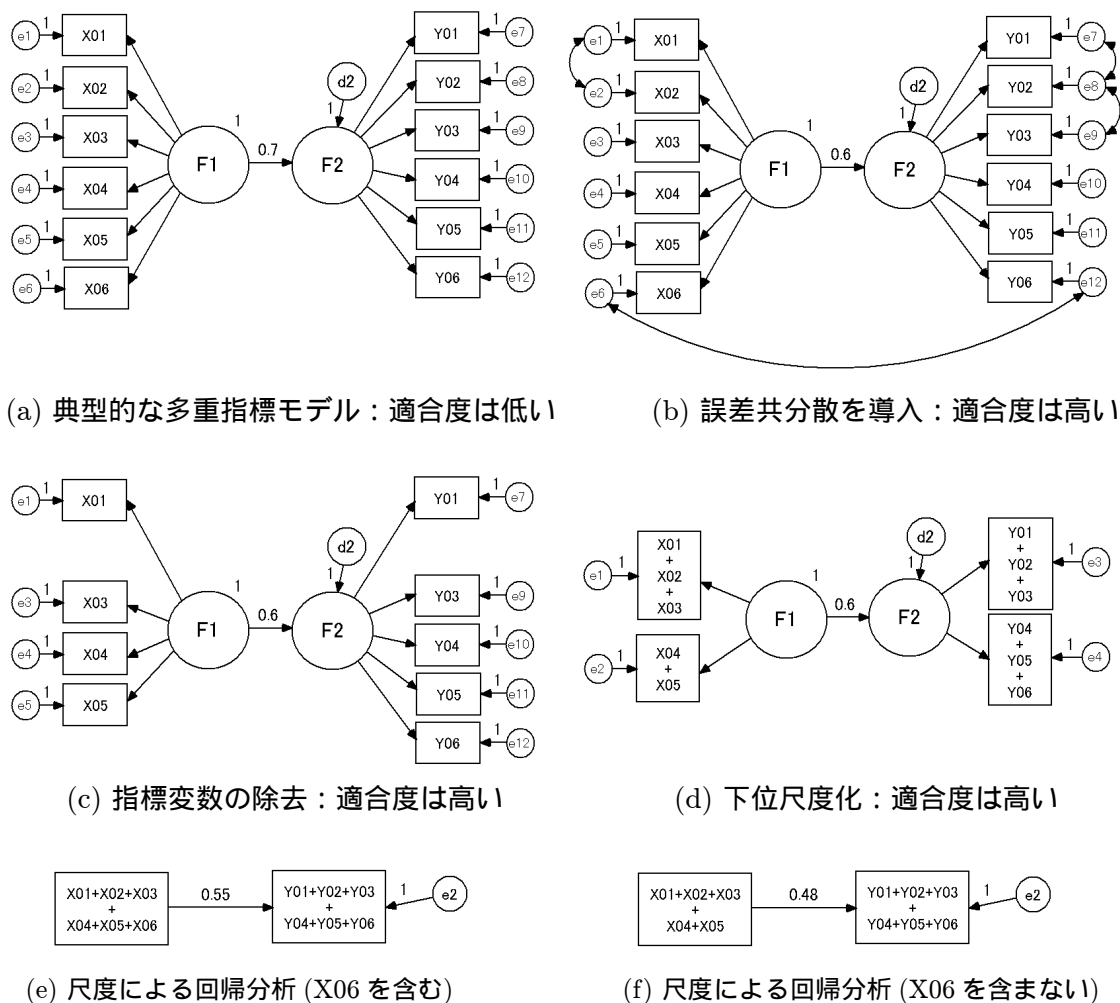 e1 1 X01
e2 1 X02
e3 1 X03
e4 1 X04
e5 1 X05
e6 1 X06
F1 1
0.7
F2
d2
1
Y01 1 e7
Y02 1 e8
Y03 1 e9
Y04 1 e10
Y05 1 e11
Y06 1 e12
(a) 典型的な多重指標モデル：適合度は低い
e1 1 X01
e2 1 X02
e3 1 X03
e4 1 X04
e5 1 X05
e6 1 X06
F1 1
0.6
F2
d2
1
Y01 1 e7
Y02 1 e8
Y03 1 e9
Y04 1 e10
Y05 1 e11
Y06 1 e12
(b) 誤差共分散を導入：適合度は高い
e1 1 X01
e3 1 X03
e4 1 X04
e5 1 X05
F1 1
0.6
F2
d2
1
Y01 1 e7
Y03 1 e9
Y04 1 e10
Y05 1 e11
Y06 1 e12
(c) 指標変数の除去：適合度は高い
e1 1
X01
+
X02
+
X03
e2 1
X04
+
X05
F1 1
0.6
F2
d2
1
Y01
+
Y02
+
Y03
1 e3
Y04
+
Y05
+
Y06
1 e4
(d) 下位尺度化：適合度は高い
X01+X02+X03
+
X04+X05+X06
0.55
Y01+Y02+Y03
+
Y04+Y05+Y06
1 e2
(e) 尺度による回帰分析 (X06 を含む)
X01+X02+X03
+
X04+X05
0.48
Y01+Y02+Y03
+
Y04+Y05+Y06
1 e2
(f) 尺度による回帰分析 (X06 を含まない)